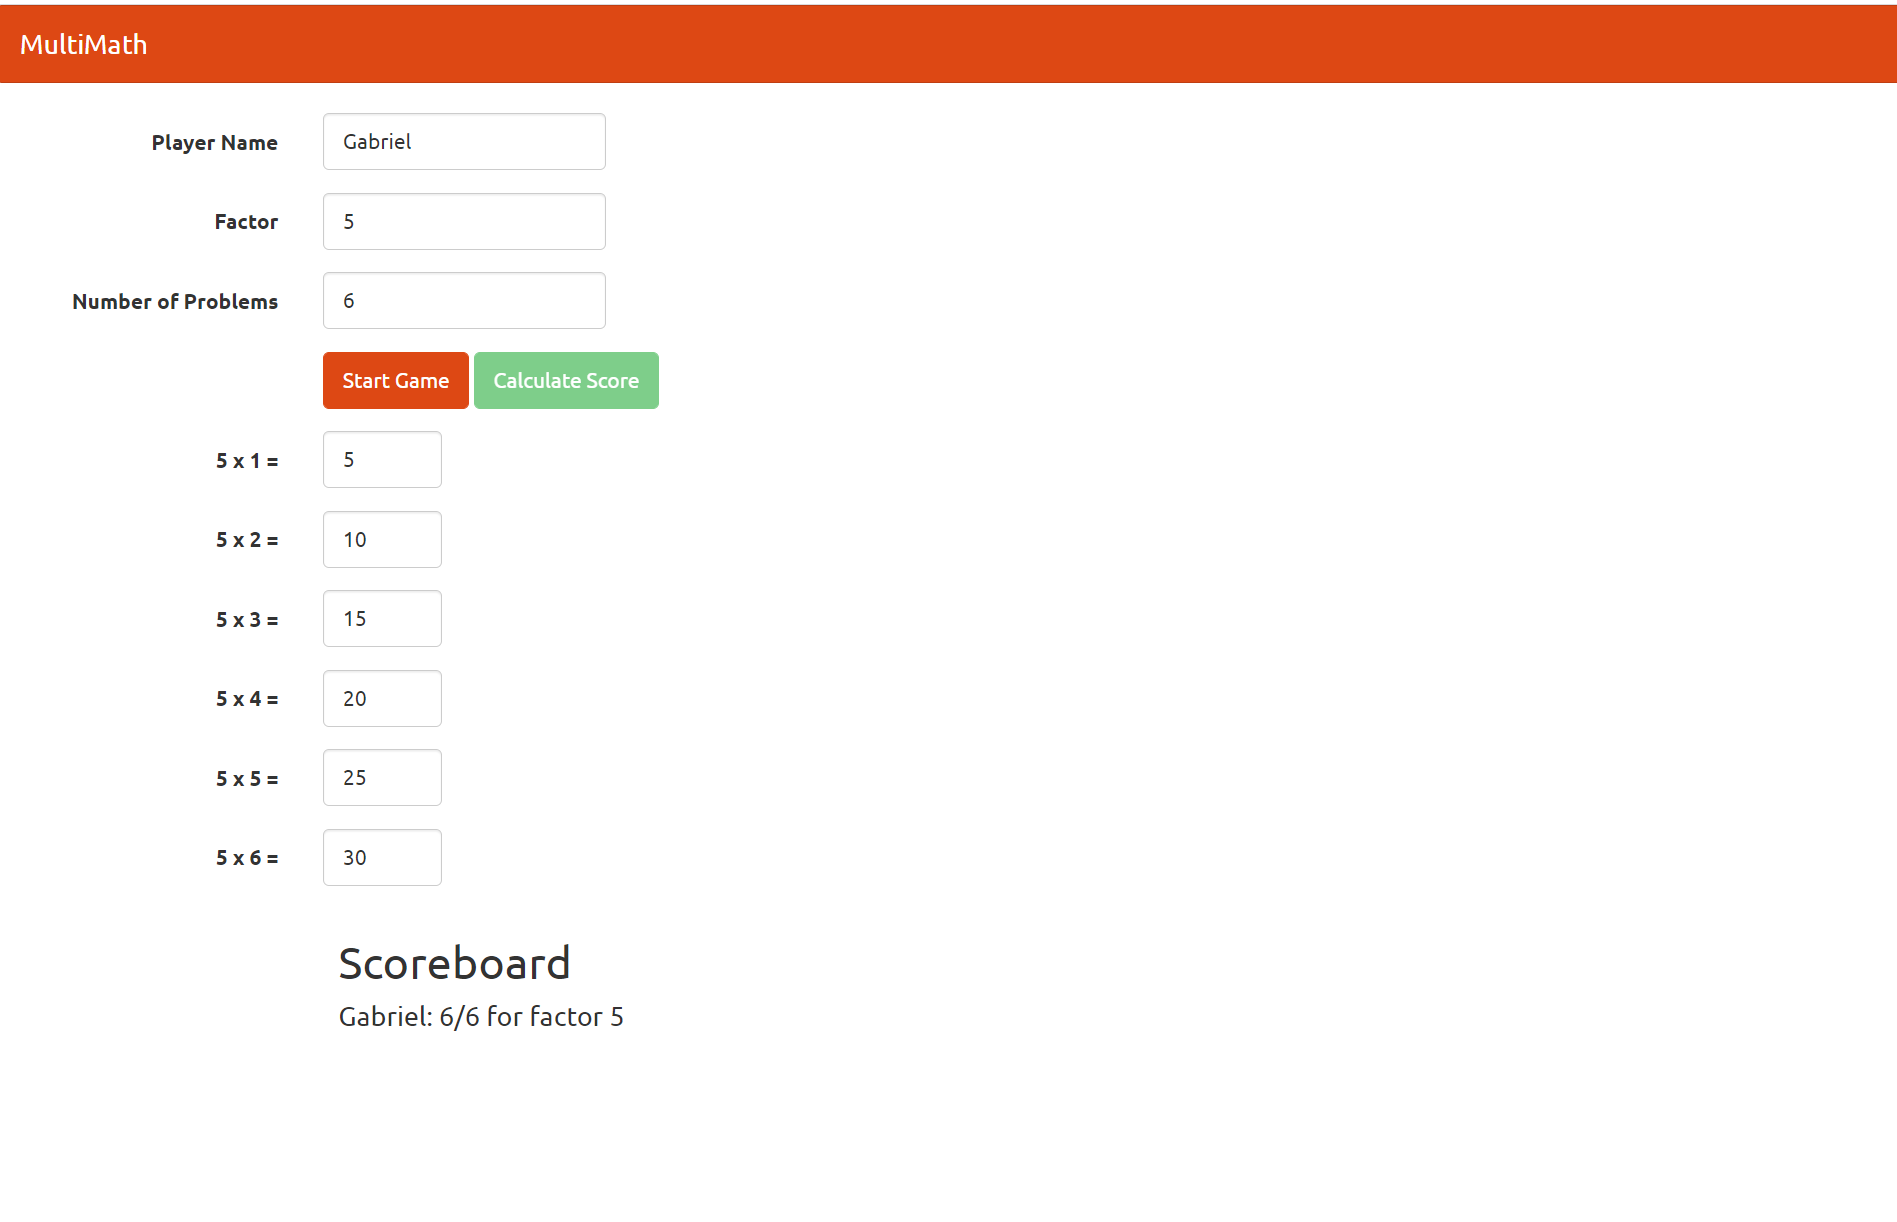 MultiMath
Player Name Gabriel
Factor 5
Number of Problems 6
Start Game Calculate Score
5 x 1 = 5
5 x 2 = 10
5 x 3 = 15
5 x 4 = 20
5 x 5 = 25
5 x 6 = 30
Scoreboard
Gabriel: 6/6 for factor 5